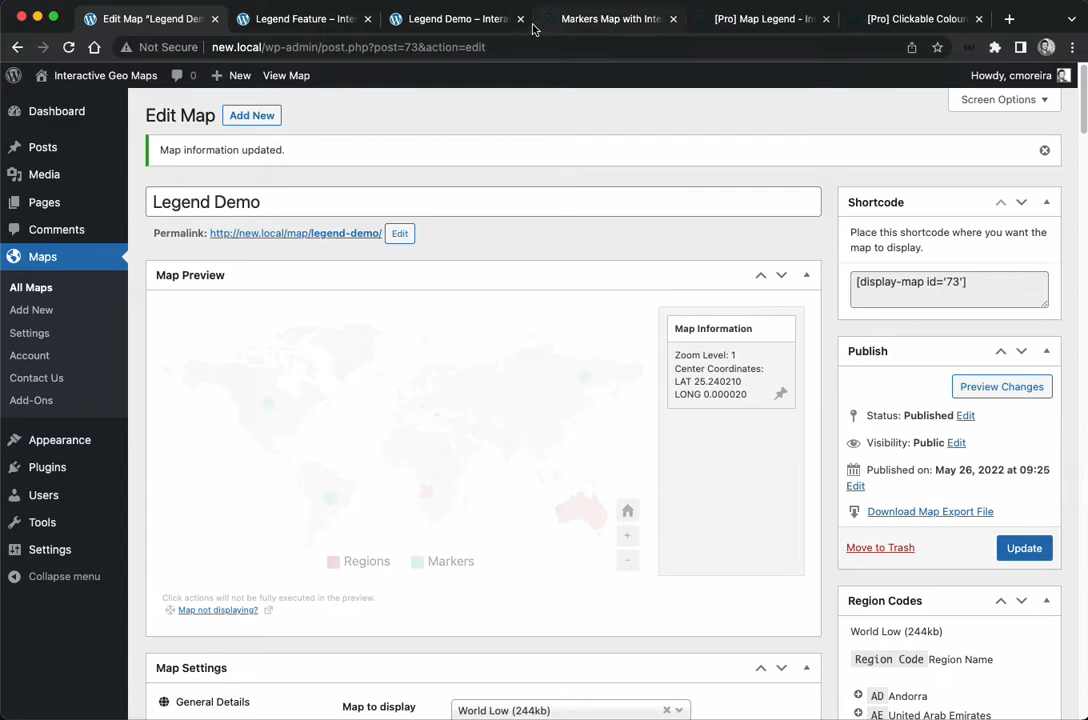 Edit Map "Legend Dem
Legend Feature – Inte
Legend Demo – Intera
Markers Map with Inte
[Pro] Map Legend - In
[Pro] Clickable Colour
Not Secure
new.local/wp-admin/post.php?post=73&action=edit
Interactive Geo Maps
0
New
View Map
Howdy, cmoreira
Dashboard
Posts
Media
Pages
Comments
Maps
All Maps
Add New
Settings
Account
Contact Us
Add-Ons
Appearance
Plugins
Users
Tools
Settings
Collapse menu
Screen Options
Edit Map
Add New
Map information updated.
Legend Demo
Permalink: http://new.local/map/legend-demo/ Edit
Map Preview
Map Information
Zoom Level: 1
Center Coordinates:
LAT 25.240210
LONG 0.000020
+
-
Regions
Markers
Click actions will not be fully executed in the preview.
Map not displaying?
Map Settings
General Details
Map to display
World Low (244kb)
Shortcode
Place this shortcode where you want the
map to display.
[display-map id='73']
Publish
Preview Changes
Status: Published Edit
Visibility: Public Edit
Published on: May 26, 2022 at 09:25
Edit
Download Map Export File
Move to Trash
Update
Region Codes
World Low (244kb)
Region Code Region Name
AD Andorra
AE United Arab Emirates